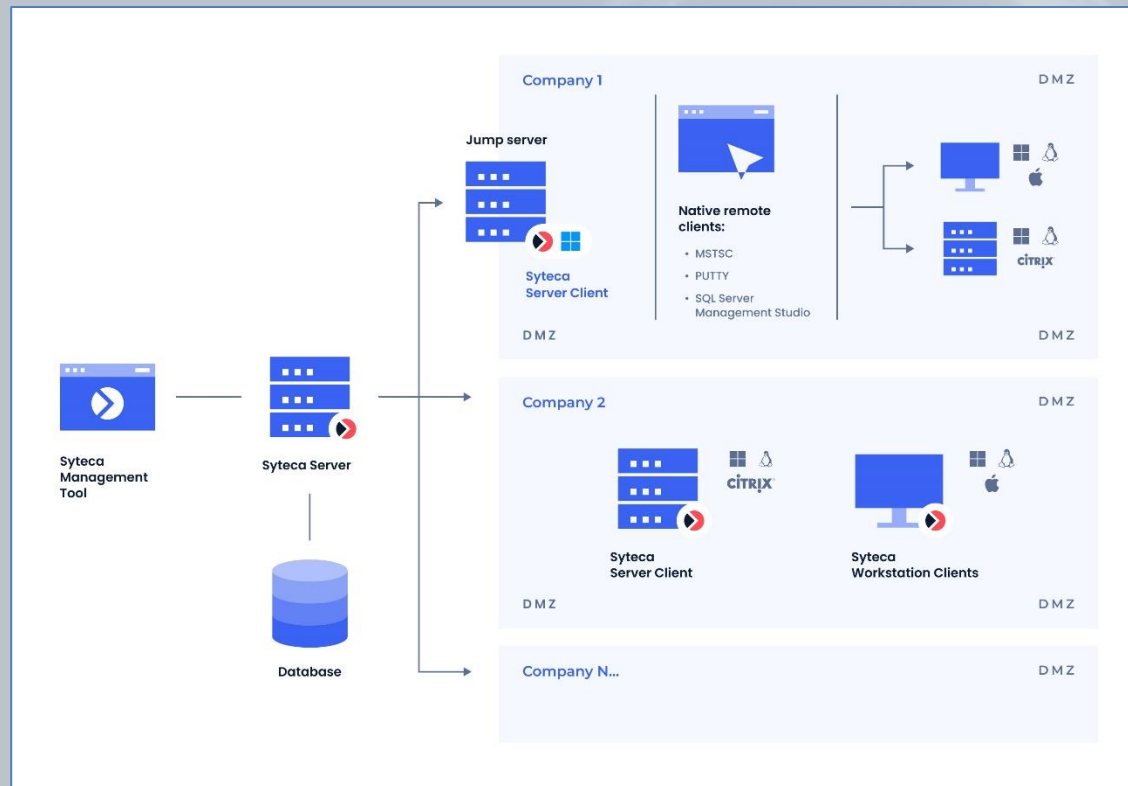 Company 1
DMZ
Jump server
Native remote
clients:
• MSTSC
• PUTTY
• SQL Server
Management Studio
CITRIX
Syteca
Server Client
DMZ
DMZ
Company 2
DMZ
CITRIX
Syteca
Server Client
Syteca
Workstation Clients
DMZ
DMZ
Syteca
Management
Tool
Syteca Server
Database
Company N...
DMZ